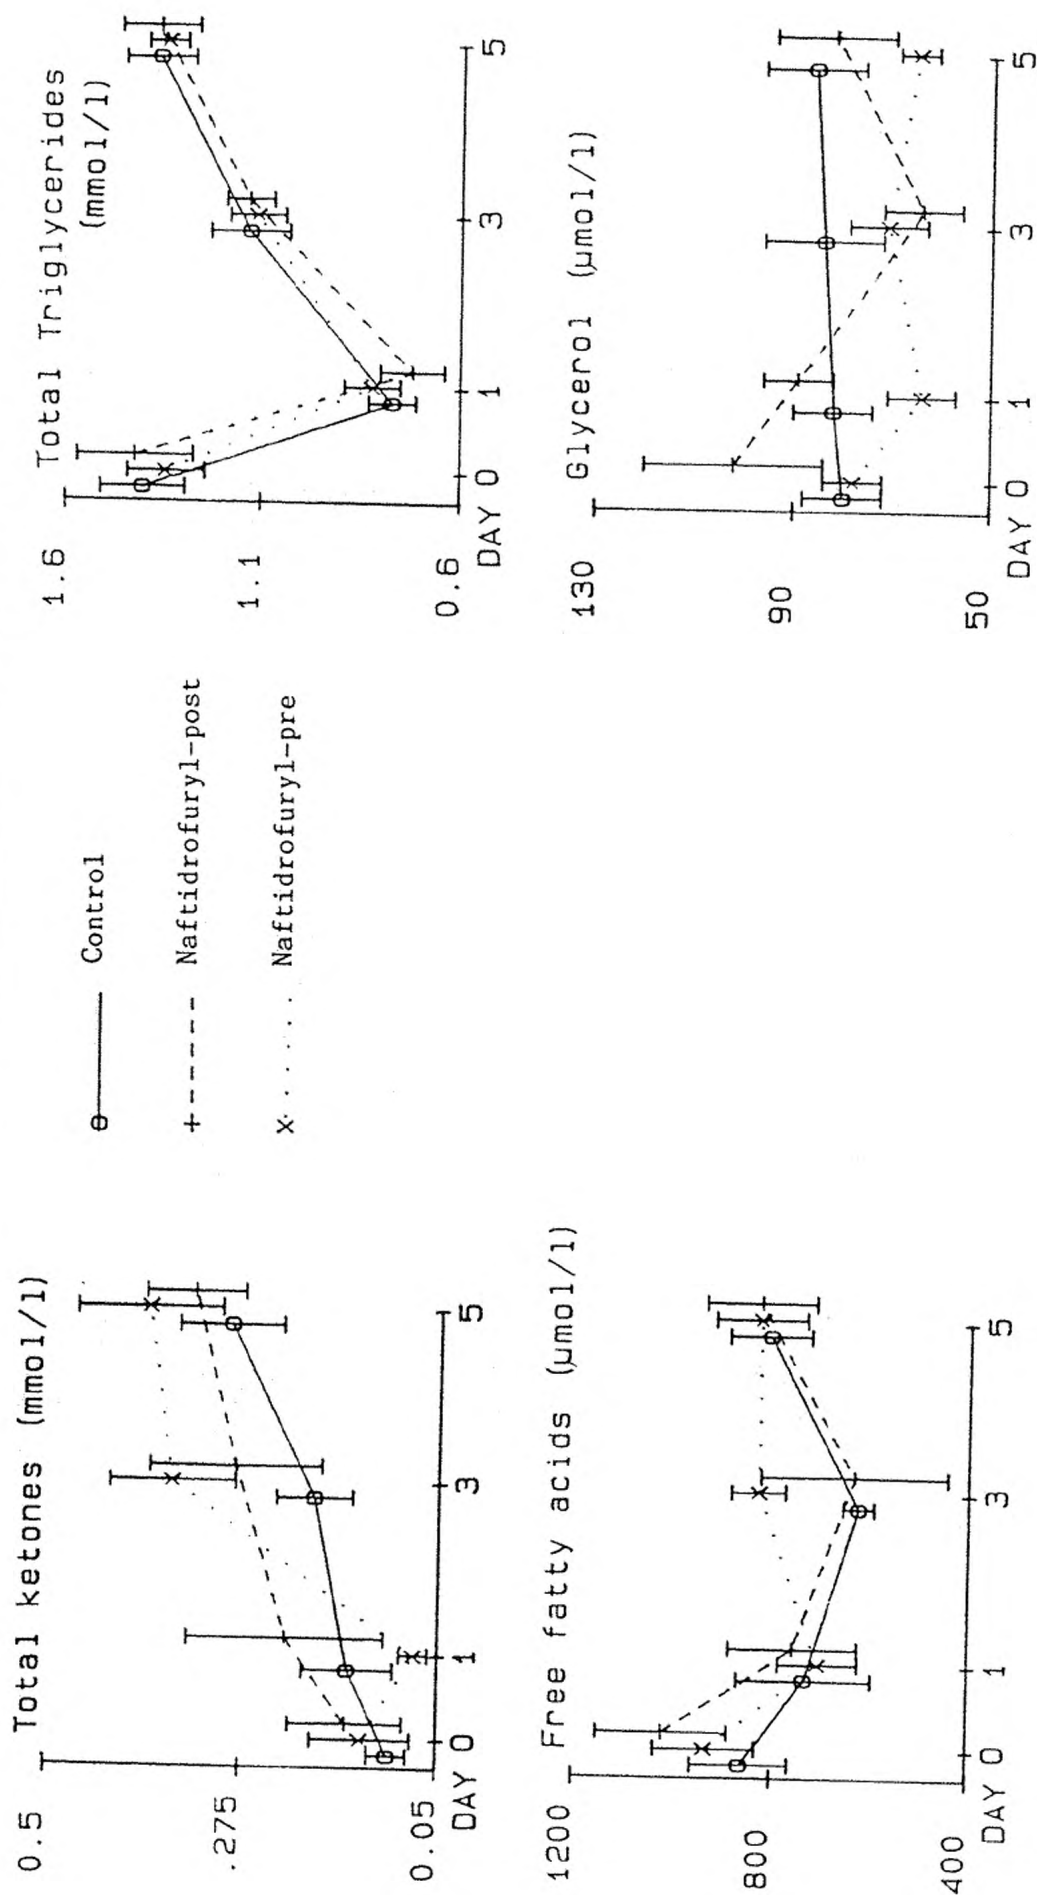 Total ketones (mmol/l)
0.5
.275
0.05
DAY 0 1 3 5
Control
Naftidrofuryl-post
Naftidrofuryl-pre
Total Triglycerides
(mmol/l)
1.6
1.1
0.6
DAY 0 1 3 5
Free fatty acids (µmol/l)
1200
800
400
DAY 0 1 3 5
Glycerol (µmol/l)
130
90
50
DAY 0 1 3 5